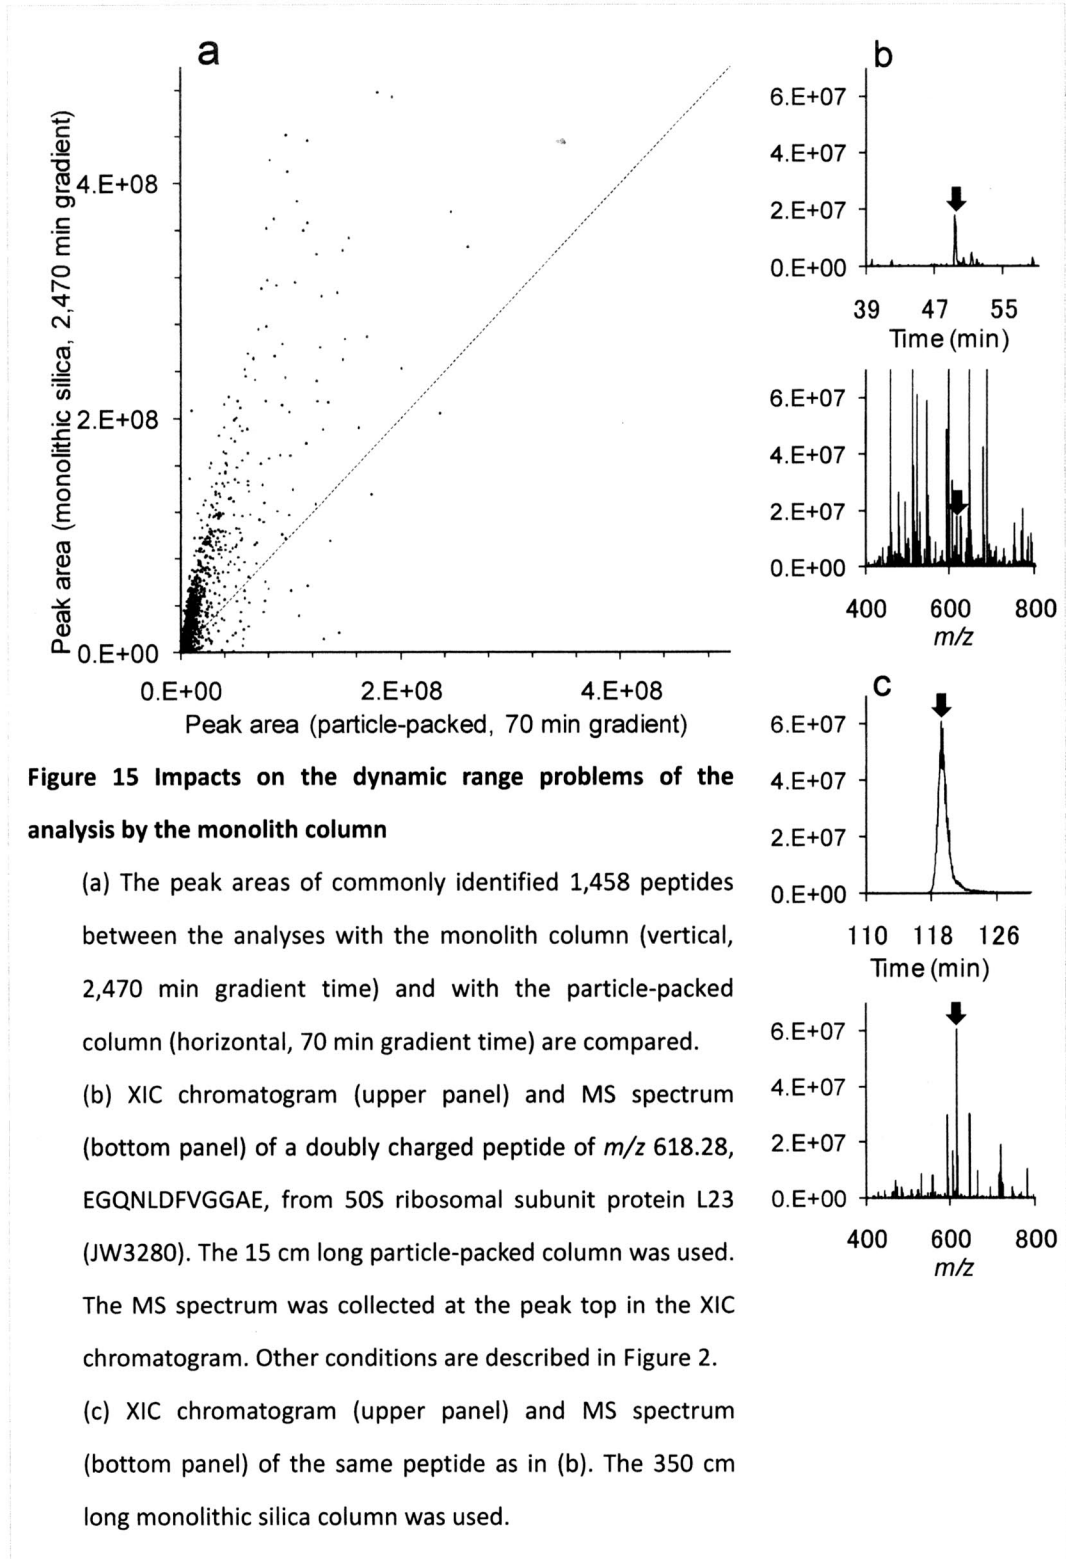 a
Peak area (monolithic silica, 2,470 min gradient)
4.E+08
2.E+08
0.E+00
0.E+00 2.E+08 4.E+08
Peak area (particle-packed, 70 min gradient)
b
6.E+07
4.E+07
2.E+07
0.E+00
39 47 55
Time (min)
6.E+07
4.E+07
2.E+07
0.E+00
400 600 800
m/z
c
6.E+07
4.E+07
2.E+07
0.E+00
110 118 126
Time (min)
6.E+07
4.E+07
2.E+07
0.E+00
400 600 800
m/z
Figure 15 Impacts on the dynamic range problems of the
analysis by the monolith column
(a) The peak areas of commonly identified 1,458 peptides
between the analyses with the monolith column (vertical,
2,470 min gradient time) and with the particle-packed
column (horizontal, 70 min gradient time) are compared.
(b) XIC chromatogram (upper panel) and MS spectrum
(bottom panel) of a doubly charged peptide of m/z 618.28,
EGQNLDFVGGAE, from 50S ribosomal subunit protein L23
(JW3280). The 15 cm long particle-packed column was used.
The MS spectrum was collected at the peak top in the XIC
chromatogram. Other conditions are described in Figure 2.
(c) XIC chromatogram (upper panel) and MS spectrum
(bottom panel) of the same peptide as in (b). The 350 cm
long monolithic silica column was used.